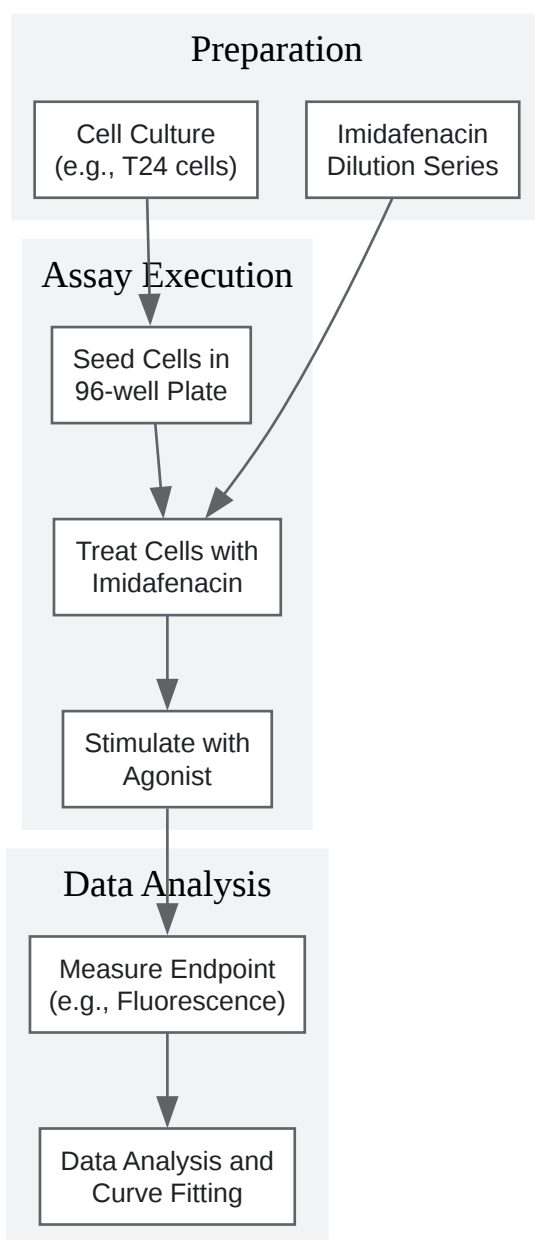 Preparation
Cell Culture
(e.g., T24 cells)
Imidafenacin
Dilution Series
Assay Execution
Seed Cells in
96-well Plate
Treat Cells with
Imidafenacin
Stimulate with
Agonist
Data Analysis
Measure Endpoint
(e.g., Fluorescence)
Data Analysis and
Curve Fitting